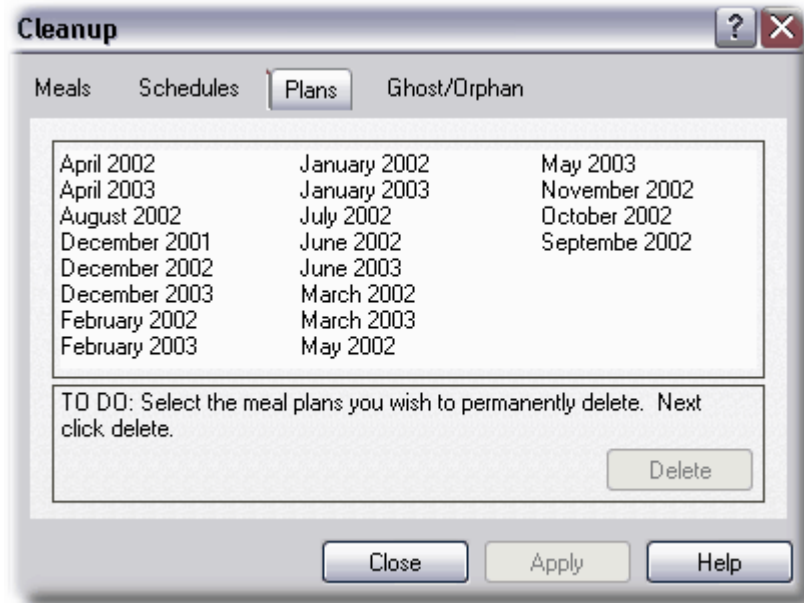 Cleanup
Meals Schedules Plans Ghost/Orphan
April 2002
April 2003
August 2002
December 2001
December 2002
December 2003
February 2002
February 2003
January 2002
January 2003
July 2002
June 2002
June 2003
March 2002
March 2003
May 2002
May 2003
November 2002
October 2002
Septembe 2002
TO DO: Select the meal plans you wish to permanently delete. Next
click delete.
Delete
Close Apply Help